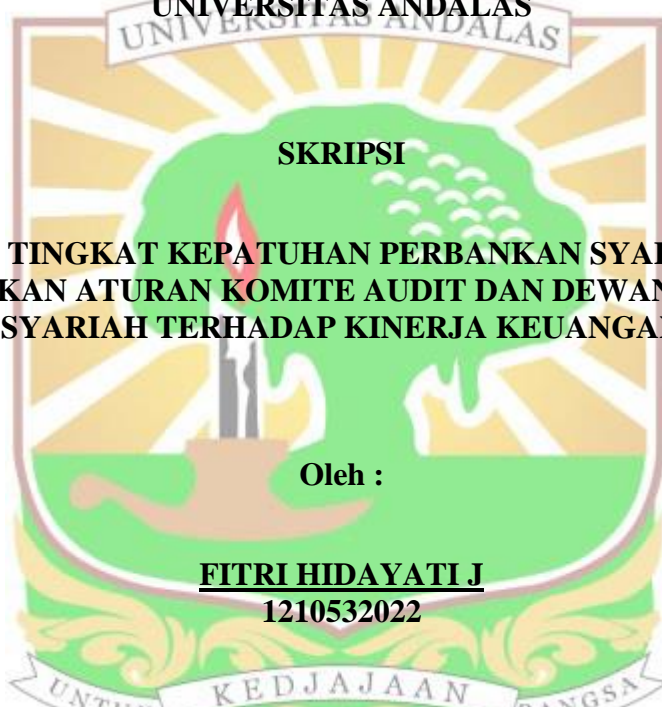 UNIVERSITAS ANDALAS
UNIVERSITAS ANDALAS
SKRIPSI
TINGKAT KEPATUHAN PERBANKAN
KAN ATURAN KOMITE AUDIT DAN DEWAN
SYARIAH TERHADAP KINERJA
Oleh :
FITRI HIDAYATI J
1210532022
KEDJAJAAN